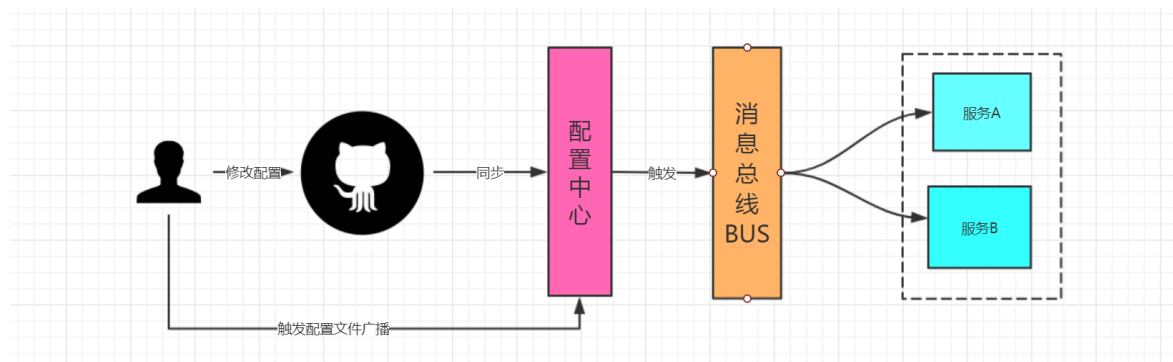 修改配置
同步
配
置
中
心
触发
消
息
总
线
BUS
服务A
服务B
触发配置文件广播